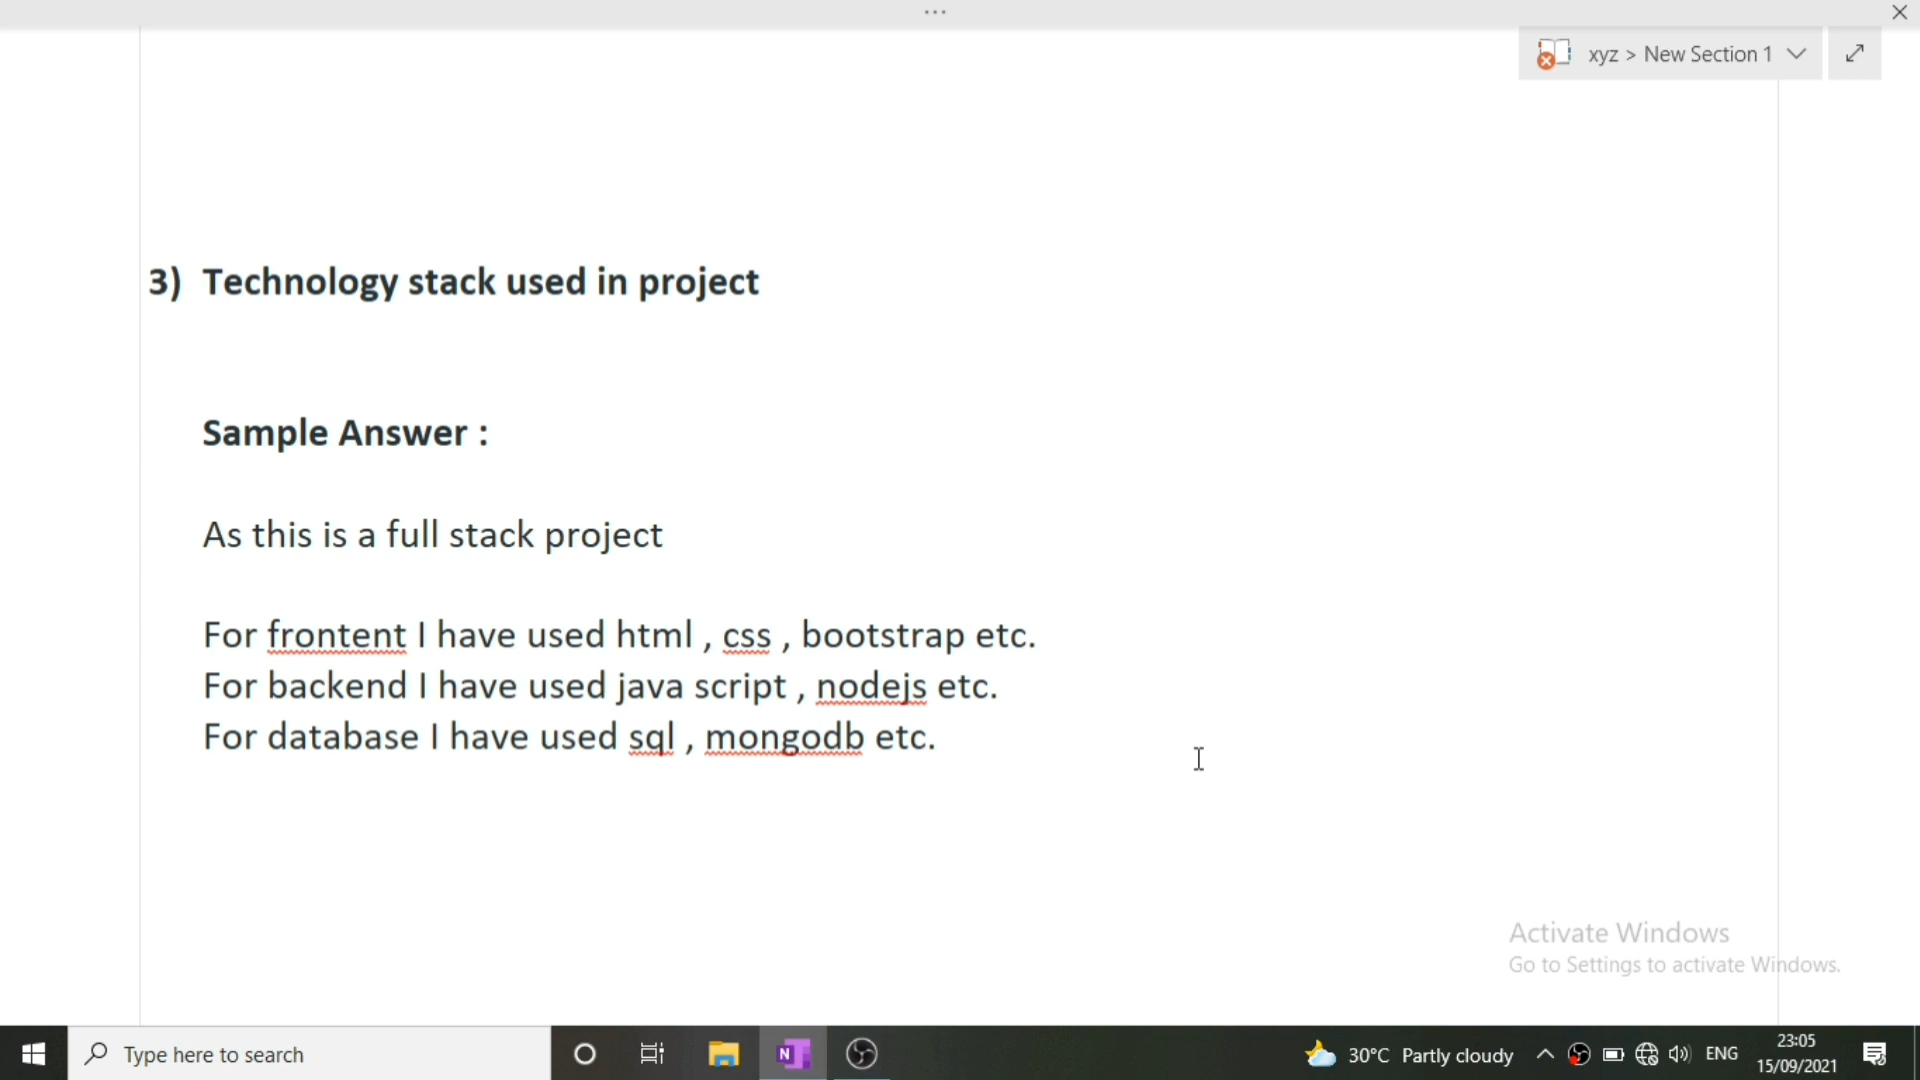 xyz > New Section 1
3) Technology stack used in project
Sample Answer :
As this is a full stack project
For frontent I have used html , css , bootstrap etc.
For backend I have used java script , nodejs etc.
For database I have used sql , mongodb etc.
Activate Windows
Go to Settings to activate Windows.
Type here to search
N
30°C Partly cloudy
ENG
23:05
15/09/2021